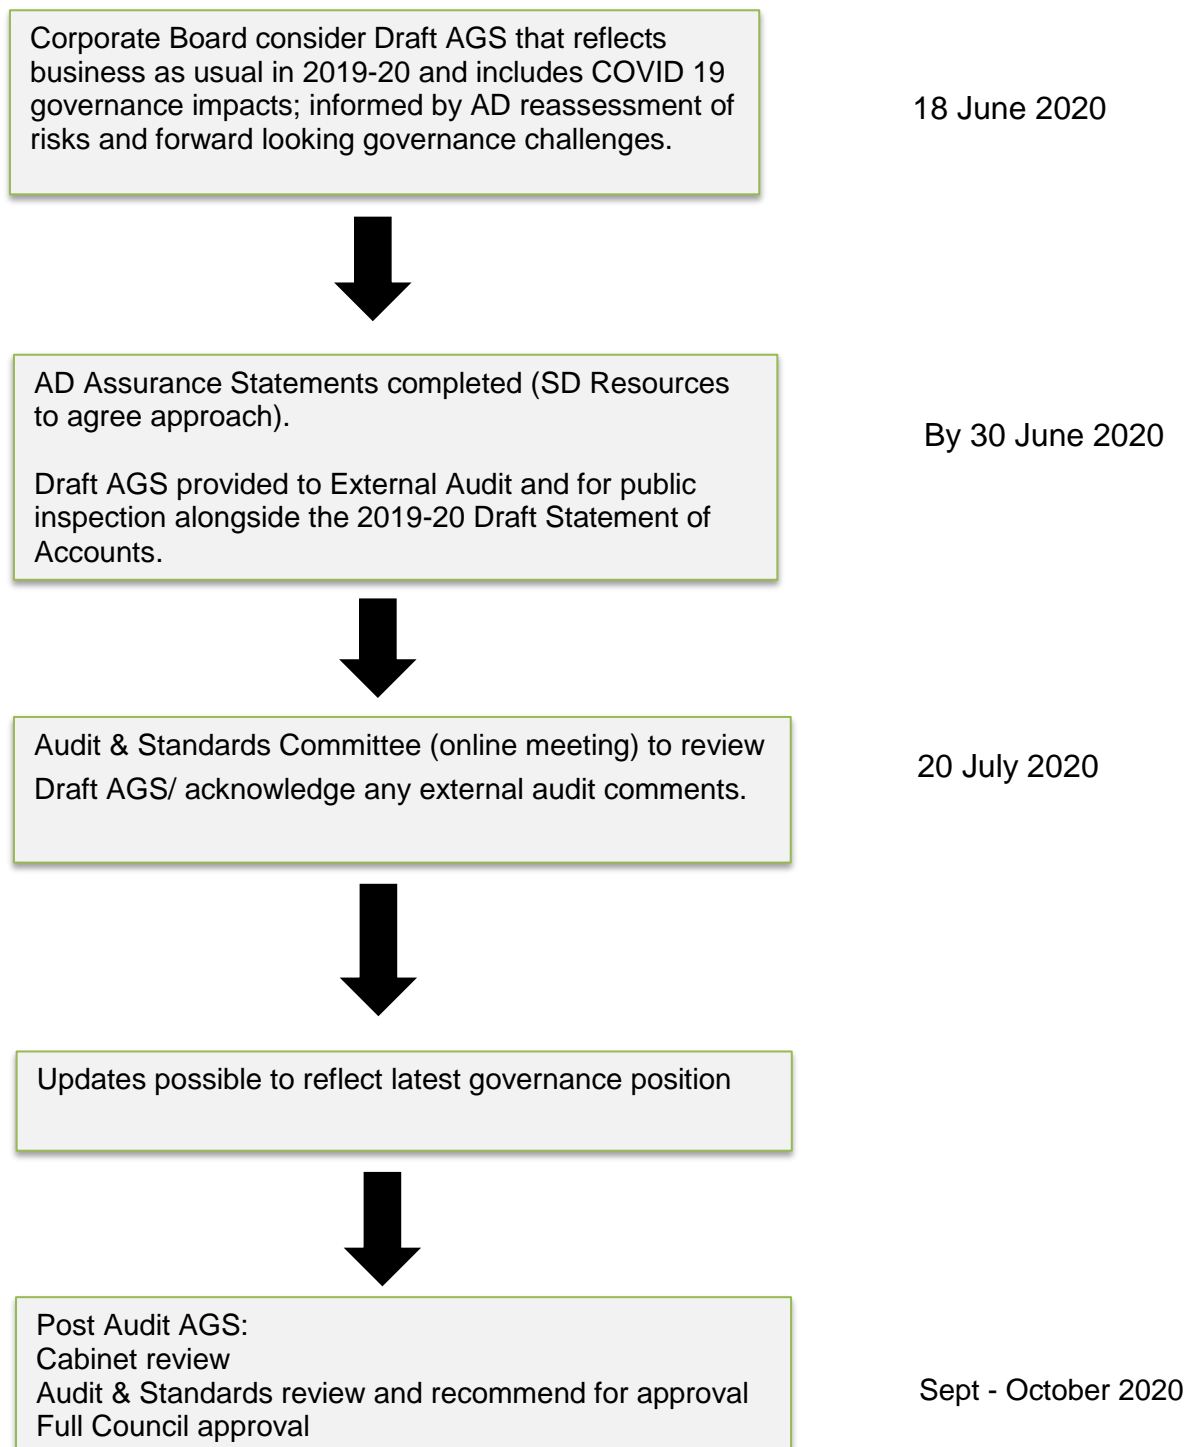 Corporate Board consider Draft AGS that reflects
business as usual in 2019-20 and includes COVID 19
governance impacts; informed by AD reassessment of
risks and forward looking governance challenges.
18 June 2020
AD Assurance Statements completed (SD Resources
to agree approach).
Draft AGS provided to External Audit and for public
inspection alongside the 2019-20 Draft Statement of
Accounts.
By 30 June 2020
Audit & Standards Committee (online meeting) to review
Draft AGS/ acknowledge any external audit comments.
20 July 2020
Updates possible to reflect latest governance position
Post Audit AGS:
Cabinet review
Audit & Standards review and recommend for approval
Full Council approval
Sept - October 2020